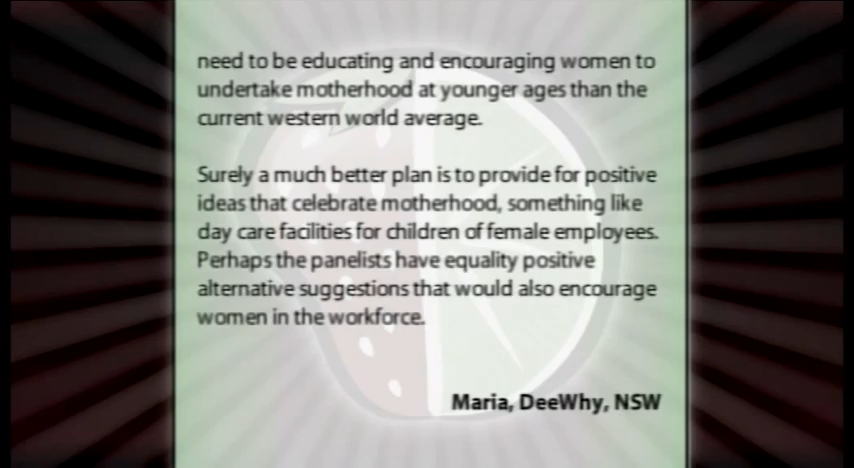 need to be educating and encouraging women to
undertake motherhood at younger ages than the
current western world average.
Surely a much better plan is to provide for positive
ideas that celebrate motherhood, something like
day care facilities for children of female employees.
Perhaps the panelists have equality positive
alternative suggestions that would also encourage
women in the workforce.
Maria, DeeWhy, NSW